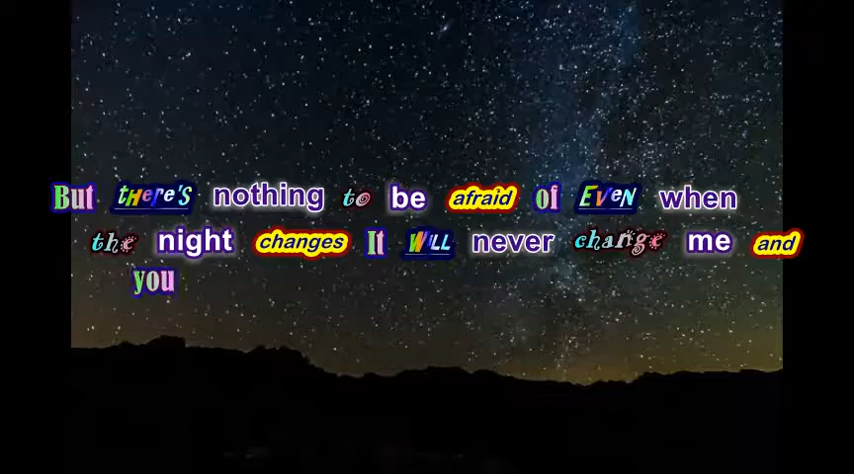 But tHere's nothing to be afraid of EVeN when
the night changes It WiLL never change me and
you